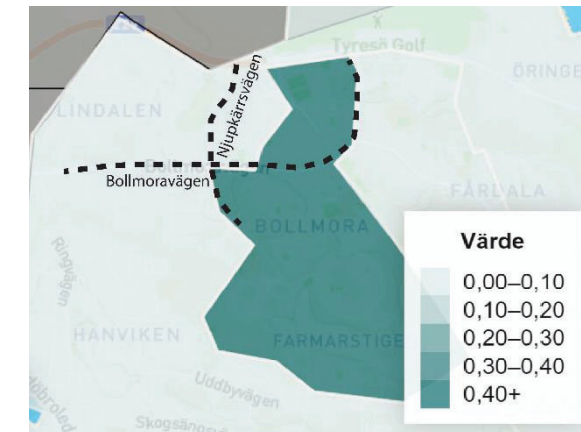 Tyresö Golf
ÖRINGE
LINDALEN
Njupkärrsvägen
Bollmoravägen
FÅRDALA
BOLLMORA
Ringvägen
HANVIKEN
FARMARSTIGE
Uddbyvägen
Värde
0,00–0,10
0,10–0,20
0,20–0,30
0,30–0,40
0,40+